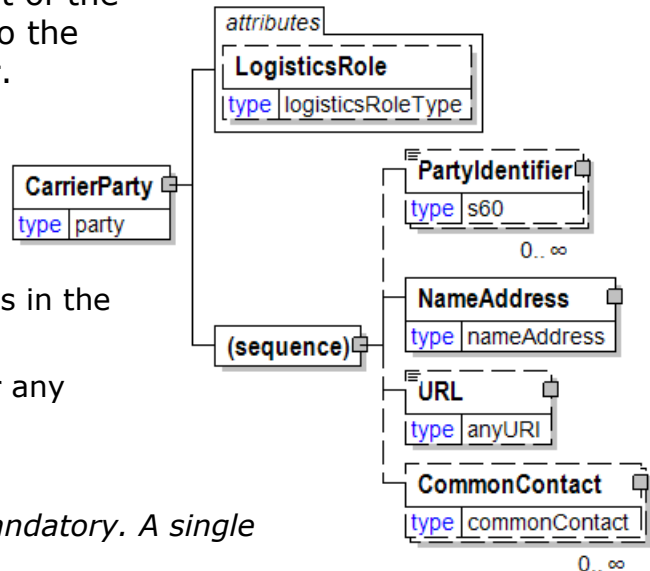 t of the
o the
.
attributes
LogisticsRole
type logisticsRoleType
CarrierParty
type party
PartyIdentifier
type s60
0.. ∞
s in the
NameAddress
type nameAddress
(sequence)
r any
URL
type anyURI
CommonContact
type commonContact
andatory. A single
0.. ∞